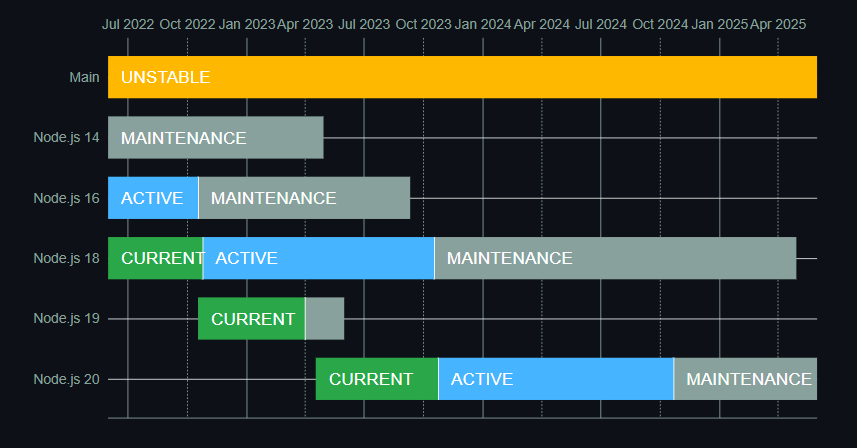 Jul 2022 Oct 2022 Jan 2023 Apr 2023 Jul 2023 Oct 2023 Jan 2024 Apr 2024 Jul 2024 Oct 2024 Jan 2025 Apr 2025
Main UNSTABLE
Node.js 14 MAINTENANCE
Node.js 16 ACTIVE MAINTENANCE
Node.js 18 CURRENT ACTIVE MAINTENANCE
Node.js 19 CURRENT
Node.js 20 CURRENT ACTIVE MAINTENANCE